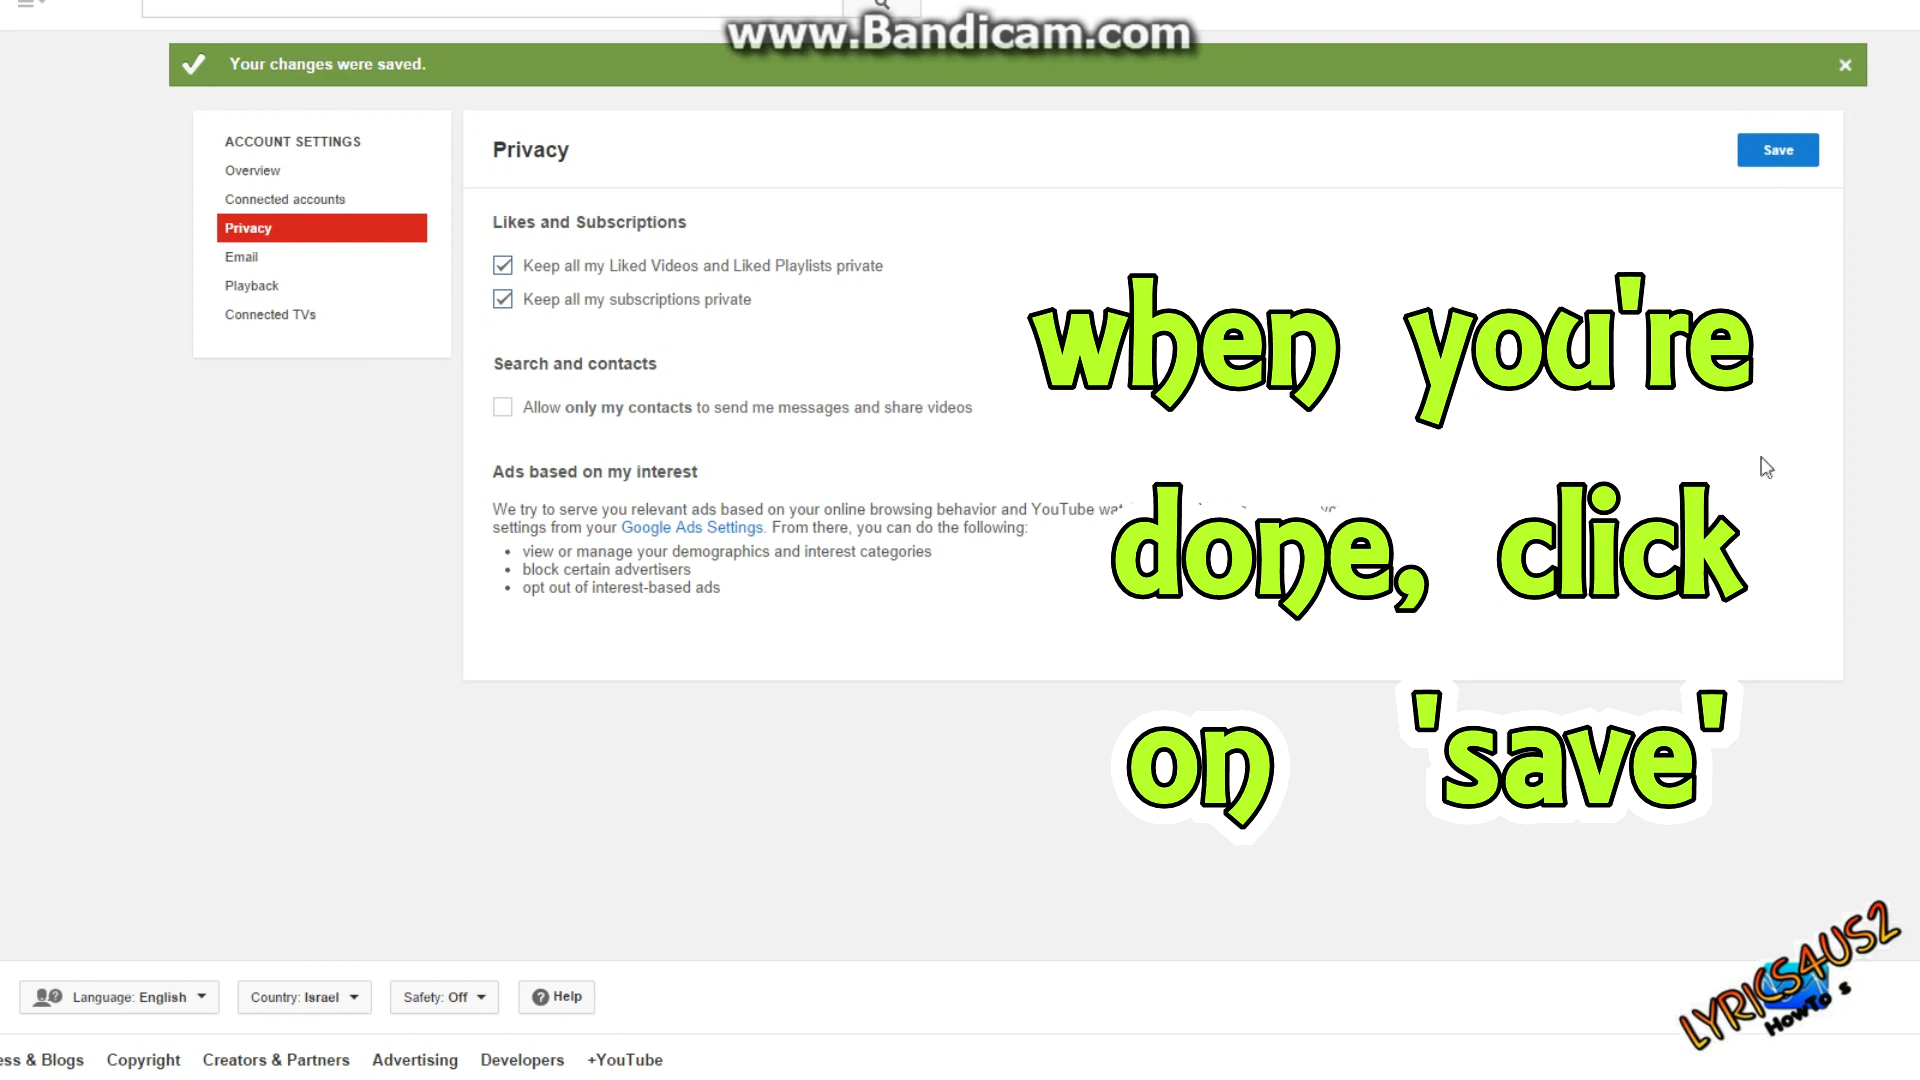 www.Bandicam.com
Your changes were saved.
ACCOUNT SETTINGS
Overview
Connected accounts
Privacy
Email
Playback
Connected TVs
Privacy
Save
Likes and Subscriptions
Keep all my Liked Videos and Liked Playlists private
Keep all my subscriptions private
Search and contacts
Allow only my contacts to send me messages and share videos
Ads based on my interest
We try to serve you relevant ads based on your online browsing behavior and YouTube
settings from your Google Ads Settings. From there, you can do the following:
• view or manage your demographics and interest categories
• block certain advertisers
• opt out of interest-based ads
when you're
done, click
on 'save'
LYRICS4US2
HowTo's
Language: English
Country: Israel
Safety: Off
Help
ess & Blogs Copyright Creators & Partners Advertising Developers +YouTube